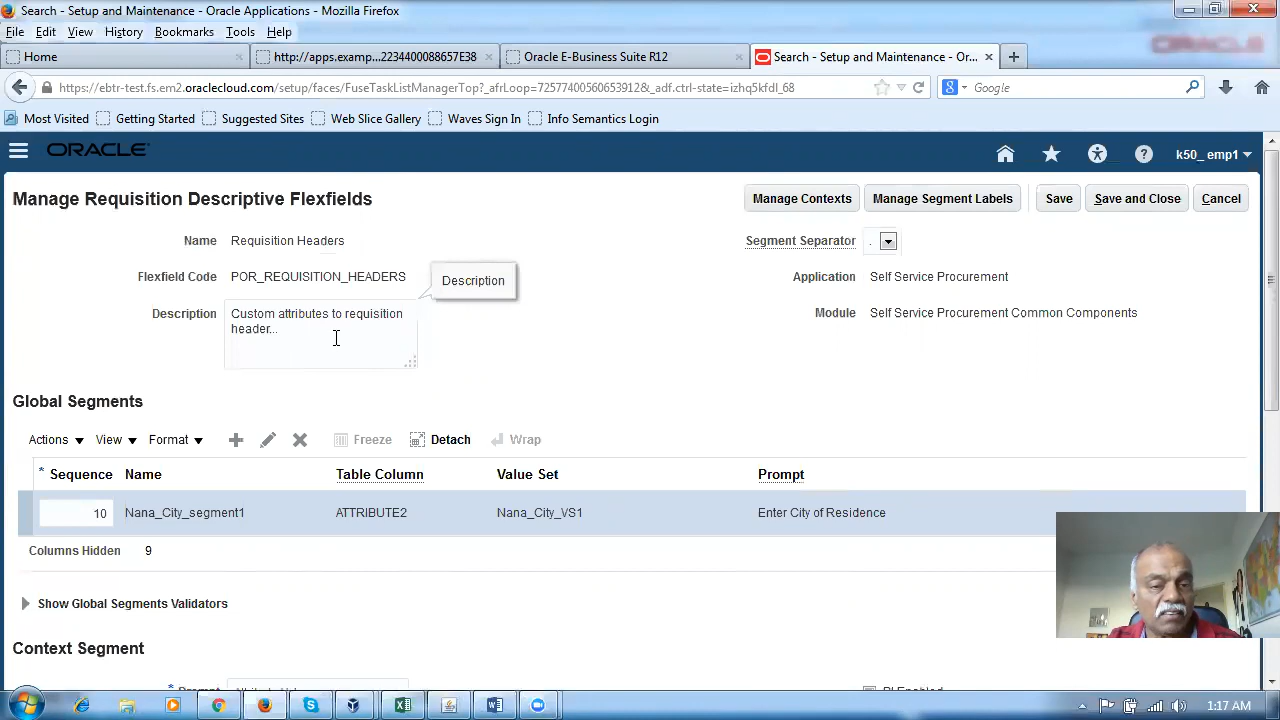 Search - Setup and Maintenance - Oracle Applications - Mozilla Firefox
File Edit View History Bookmarks Tools Help
ORACLE
Home
http://apps.examp...2234400088657E38
Oracle E-Business Suite R12
Search - Setup and Maintenance - Or...
https://ebtr-test.fs.em2.oraclecloud.com/setup/faces/FuseTaskListManagerTop?_afrLoop=72577400560653912&_adf.ctrl-state=izhq5kfdl_68
Google
Most Visited Getting Started Suggested Sites Web Slice Gallery Waves Sign In Info Semantics Login
ORACLE
k50_ emp1
Manage Requisition Descriptive Flexfields
Manage Contexts Manage Segment Labels Save Save and Close Cancel
Name Requisition Headers
Segment Separator .
Flexfield Code POR_REQUISITION_HEADERS
Description
Application Self Service Procurement
Description Custom attributes to requisition
header...
Module Self Service Procurement Common Components
Global Segments
Actions View Format Freeze Detach Wrap
* Sequence Name Table Column Value Set Prompt
10 Nana_City_segment1 ATTRIBUTE2 Nana_City_VS1 Enter City of Residence
Columns Hidden 9
Show Global Segments Validators
Context Segment
* Prompt
BI Enabled
1:17 AM